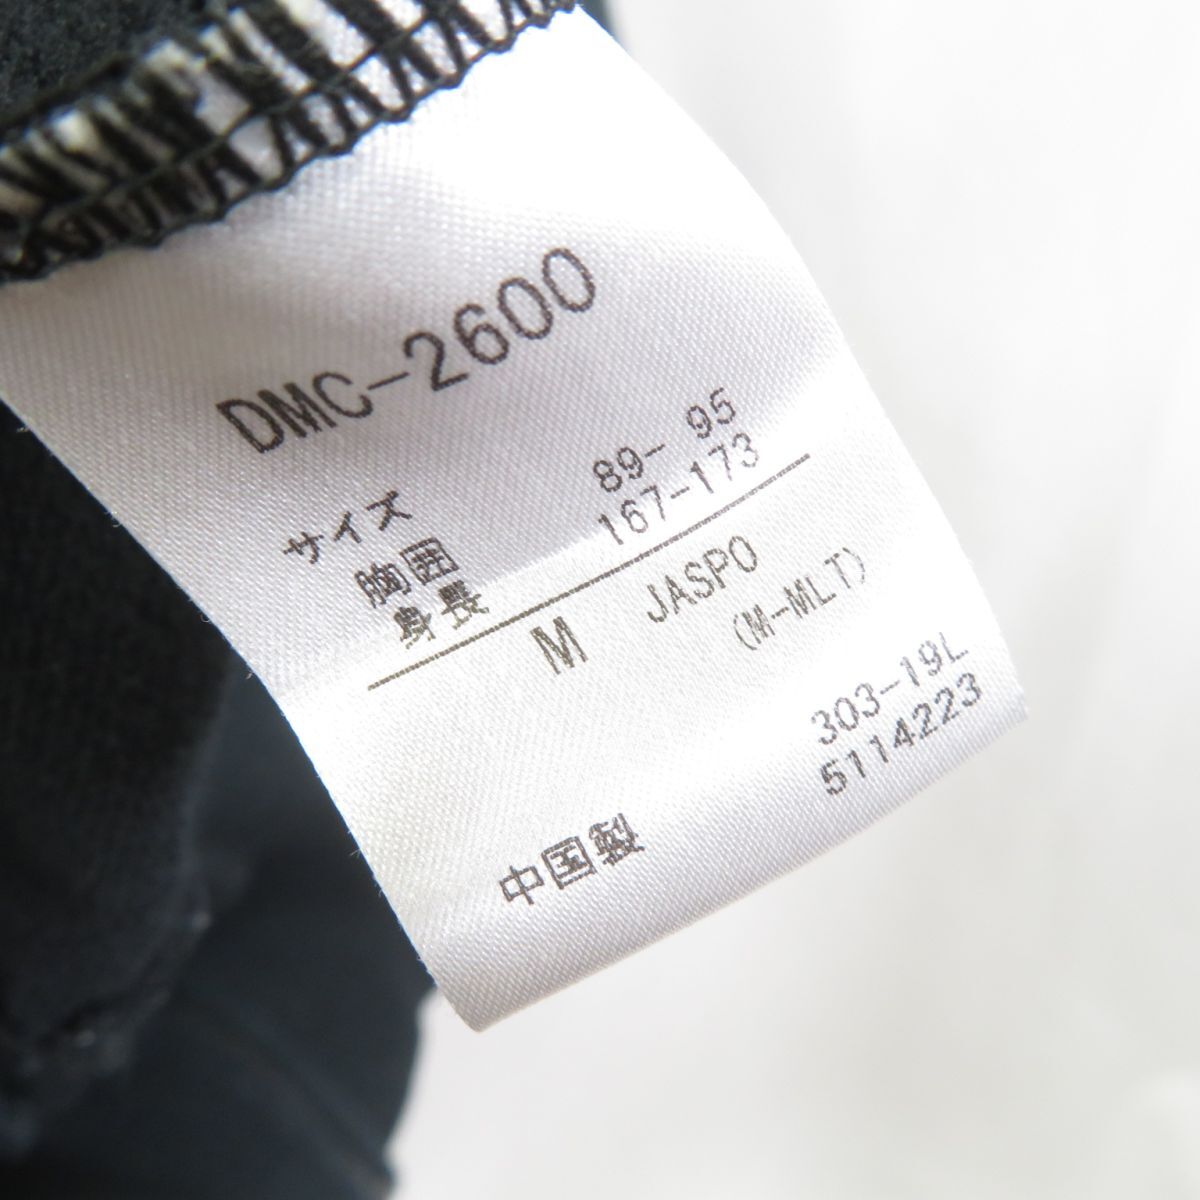 DMC-2600
サイズ
胸囲 89- 95
身長 167-173
M JASPO
(M-MLT)
303-19L
5114223
中国製